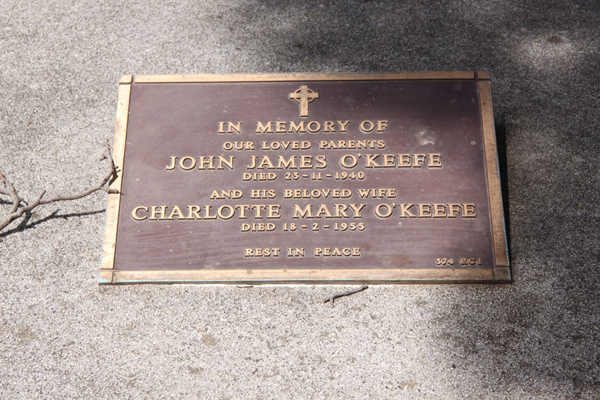 IN MEMORY OF
OUR LOVED PARENTS
JOHN JAMES O'KEEFE
DIED 23-11-1940
AND HIS BELOVED WIFE
CHARLOTTE MARY O'KEEFE
DIED 18-2-1955
REST IN PEACE